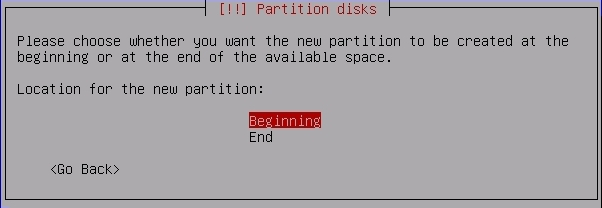 [!!] Partition disks
Please choose whether you want the new partition to be created at the
beginning or at the end of the available space.
Location for the new partition:
Beginning
End
<Go Back>